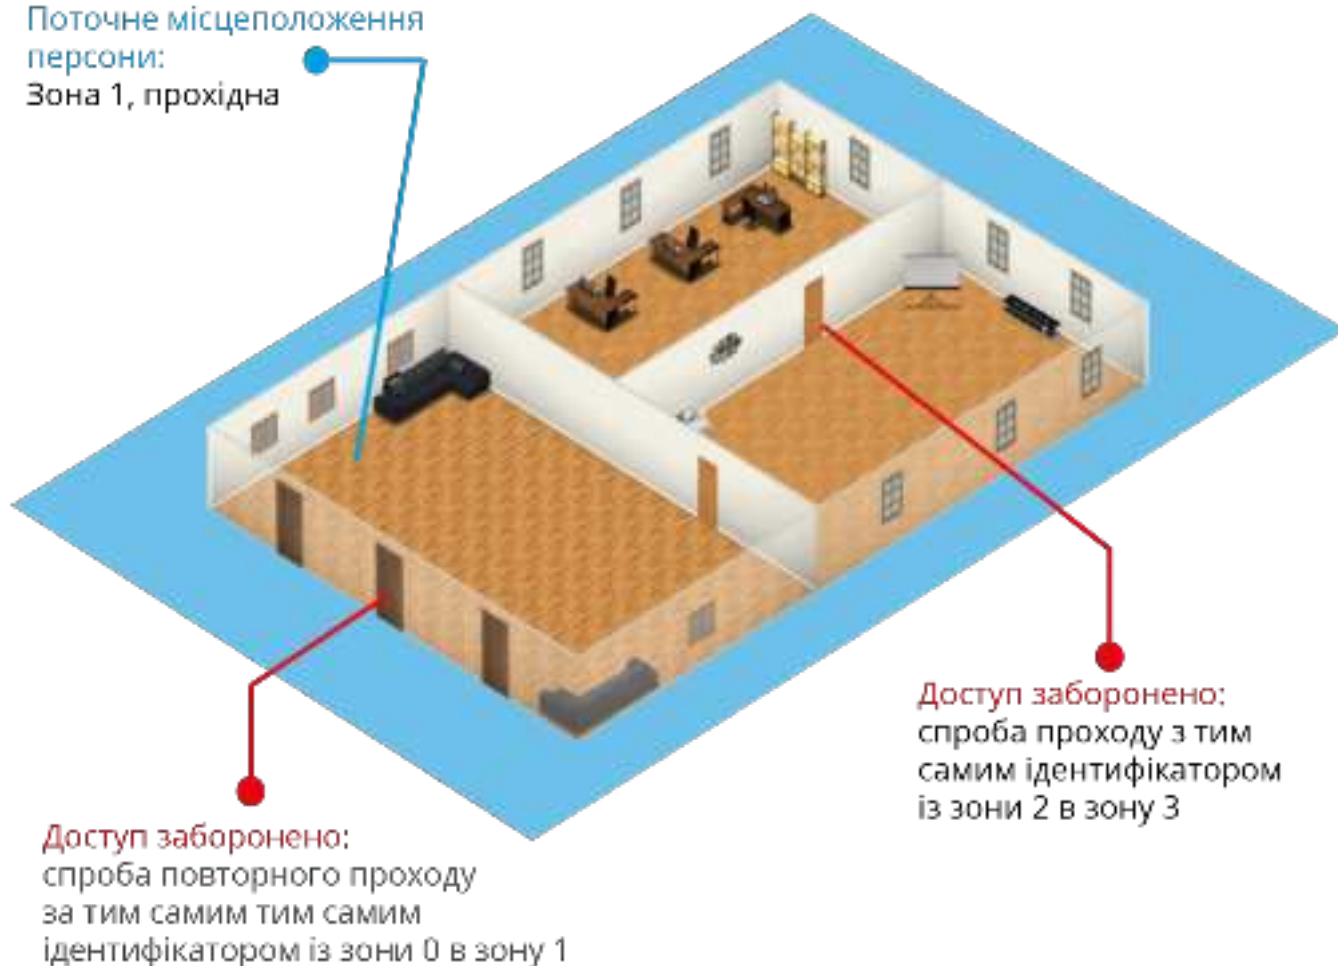 Поточне місцеположення
персони:
Зона 1, прохідна
Доступ заборонено:
спроба проходу з тим
самим ідентифікатором
із зони 2 в зону 3
Доступ заборонено:
спроба повторного проходу
за тим самим тим самим
ідентифікатором із зони 0 в зону 1